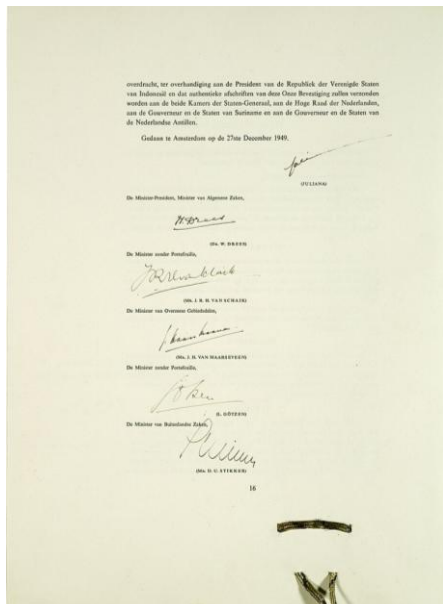 overdracht, ter overhandiging aan de President van de Republiek der Verenigde Staten
van Indonesië en dat authentieke afschriften van deze Onze Bevestiging zullen verzonden
worden aan de beide Kamers der Staten-Generaal, aan de Hoge Raad der Nederlanden,
aan de Gouverneur en de Staten van Suriname en aan de Gouverneur en de Staten van
de Nederlandse Antillen.
Gedaan te Amsterdam op de 27ste December 1949.
(JULIANA)
De Minister-President, Minister van Algemene Zaken,
WDrees
(Dr. W. DREES)
De Minister zonder Portefeuille,
(Mr. J. R. H. VAN SCHAIK)
De Minister van Overzeese Gebiedsdelen,
(Mr. J. H. VAN MAARSEVEEN)
De Minister zonder Portefeuille,
(L. GÖTZEN)
De Minister van Buitenlandse Zaken,
(Mr. D. U. STIKKER)
16